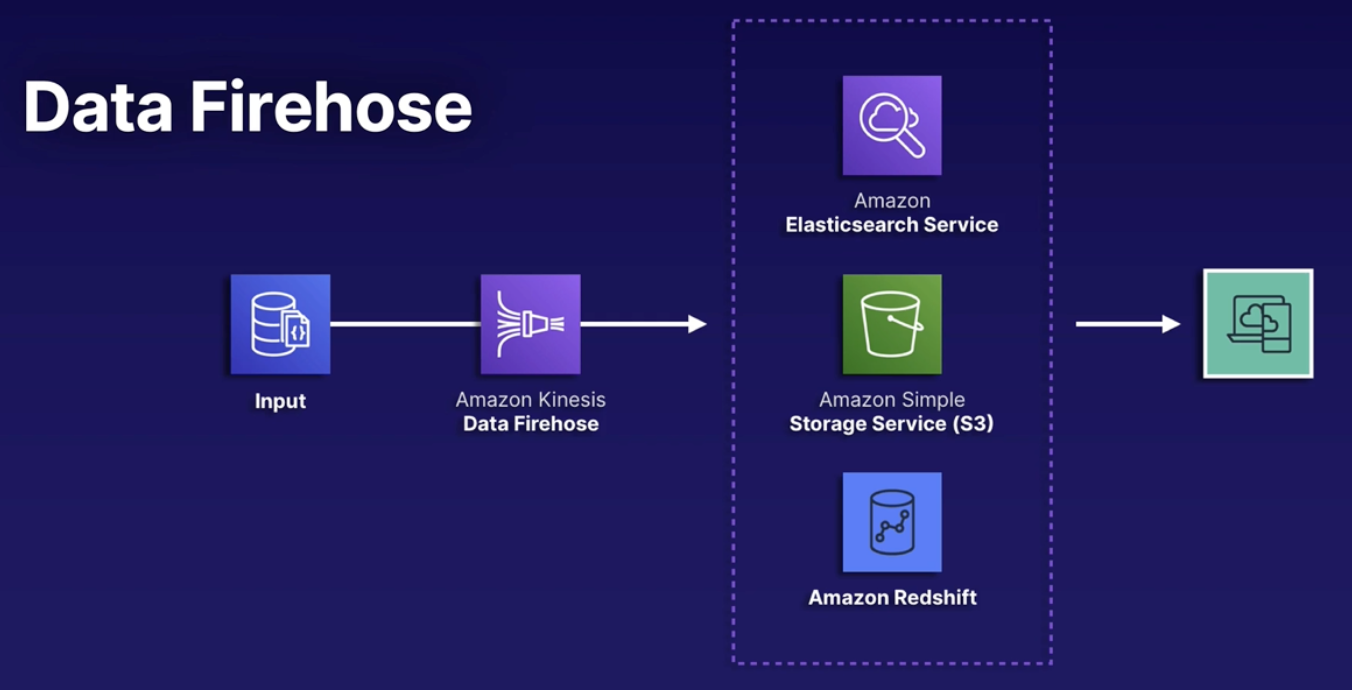 Data Firehose
Input
Amazon Kinesis
Data Firehose
Amazon
Elasticsearch Service
Amazon Simple
Storage Service (S3)
Amazon Redshift